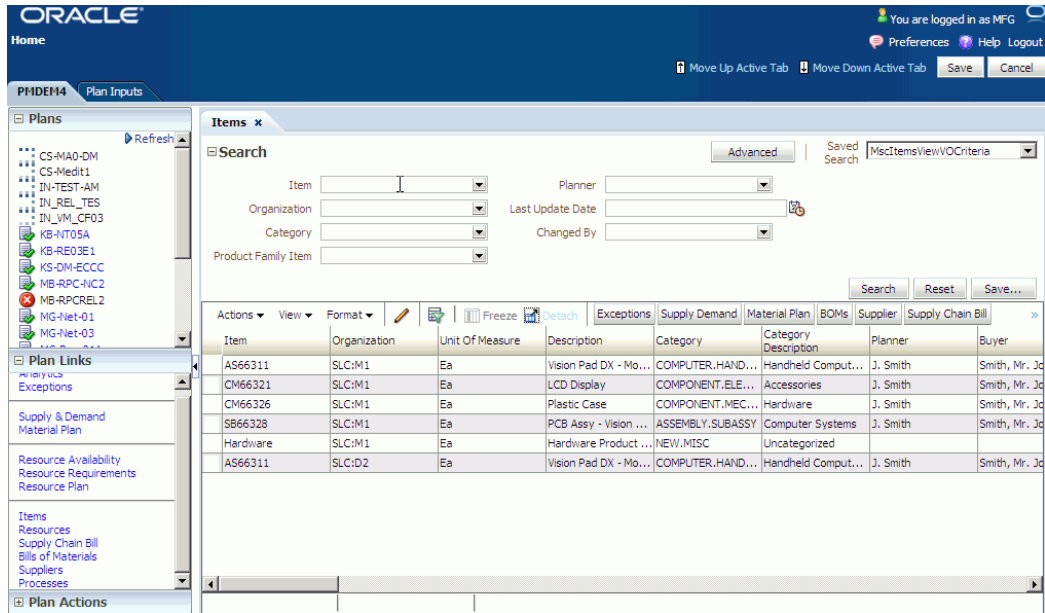 ORACLE
You are logged in as MFG
Home
Preferences Help Logout
Move Up Active Tab Move Down Active Tab Save Cancel
PMDEM4 Plan Inputs
Plans
Refresh
CS-MA0-DM
CS-Medit1
IN-TEST-AM
IN_REL_TES
IN_VM_CF03
KB-NT05A
KB-RE03E1
KS-DM-ECCC
MB-RPC-NC2
MB-RPCREL2
MG-Net-01
MG-Net-03
Plan Links
Analytics
Exceptions
Supply & Demand
Material Plan
Resource Availability
Resource Requirements
Resource Plan
Items
Resources
Supply Chain Bill
Bills of Materials
Suppliers
Processes
Plan Actions
Items x
Search
Advanced
Saved Search MscItemsViewVOCriteria
Item Planner
Organization Last Update Date
Category Changed By
Product Family Item
Search Reset Save...
Actions View Format Freeze Detach Exceptions Supply Demand Material Plan BOMs Supplier Supply Chain Bill »
Item Organization Unit Of Measure Description Category Category Description Planner Buyer
AS66311 SLC:M1 Ea Vision Pad DX - Mo... COMPUTER.HAND... Handheld Comput... J. Smith Smith, Mr. Jo
CM66321 SLC:M1 Ea LCD Display COMPONENT.ELE... Accessories J. Smith Smith, Mr. Jo
CM66326 SLC:M1 Ea Plastic Case COMPONENT.MEC... Hardware J. Smith Smith, Mr. Jo
SB66328 SLC:M1 Ea PCB Assy - Vision ... ASSEMBLY.SUBASSY Computer Systems J. Smith Smith, Mr. Jo
Hardware SLC:M1 Ea Hardware Product ... NEW.MISC Uncategorized
AS66311 SLC:D2 Ea Vision Pad DX - Mo... COMPUTER.HAND... Handheld Comput... J. Smith Smith, Mr. Jo